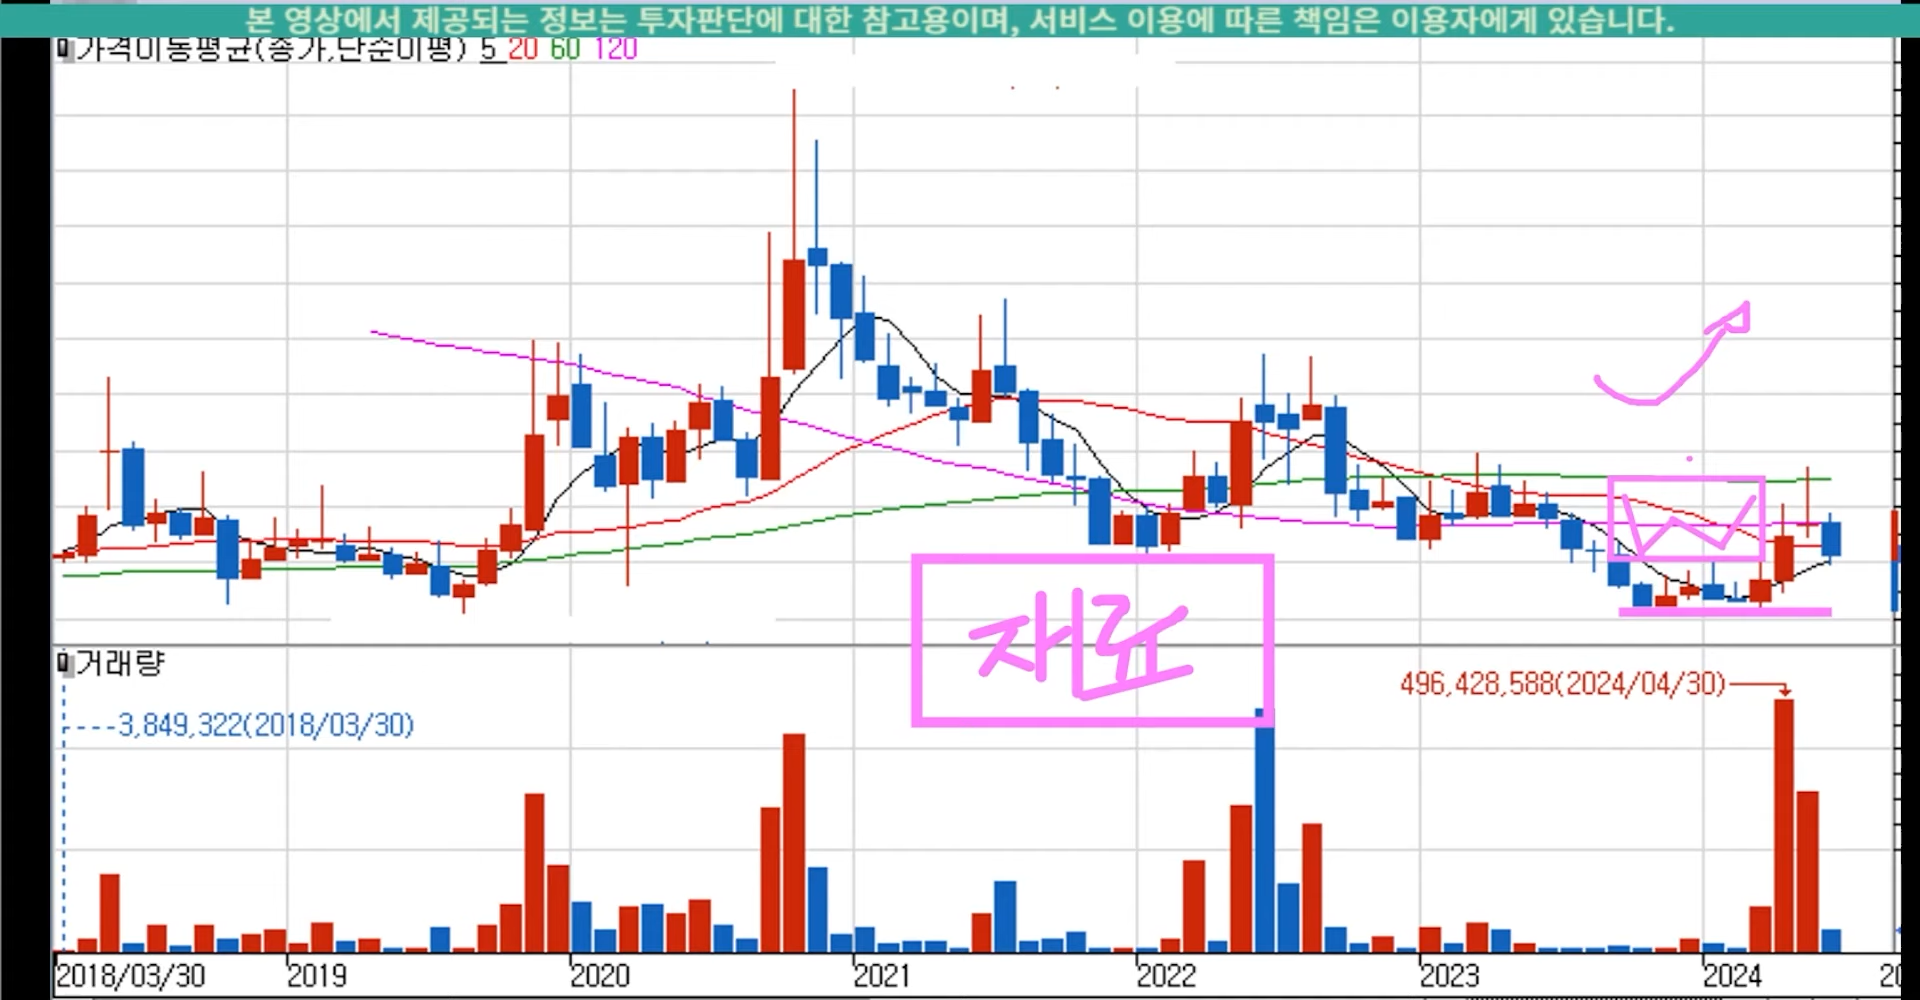 본 영상에서 제공되는 정보는 투자판단에 대한 참고용이며, 서비스 이용에 따른 책임은 이용자에게 있습니다.
가격이동평균(종가,단순이평) 5 20 60 120
재료
거래량
496,428,588(2024/04/30)
3,849,322(2018/03/30)
2018/03/30 2019 2020 2021 2022 2023 2024